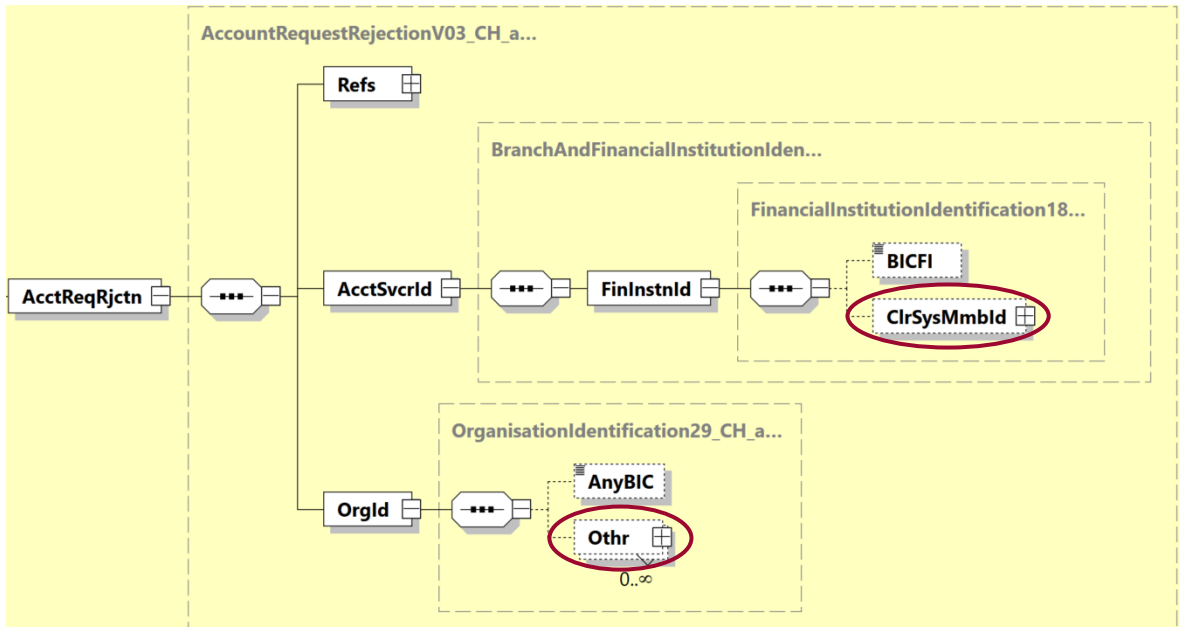 AccountRequestRejectionV03_CH_a...
Refs
BranchAndFinancialInstitutionIden...
FinancialInstitutionIdentification18...
BICFI
AcctReqRjctn
AcctSvcrId
FinInstnId
ClrSysMmbId
OrganisationIdentification29_CH_a...
AnyBIC
OrgId
Othr
0..∞